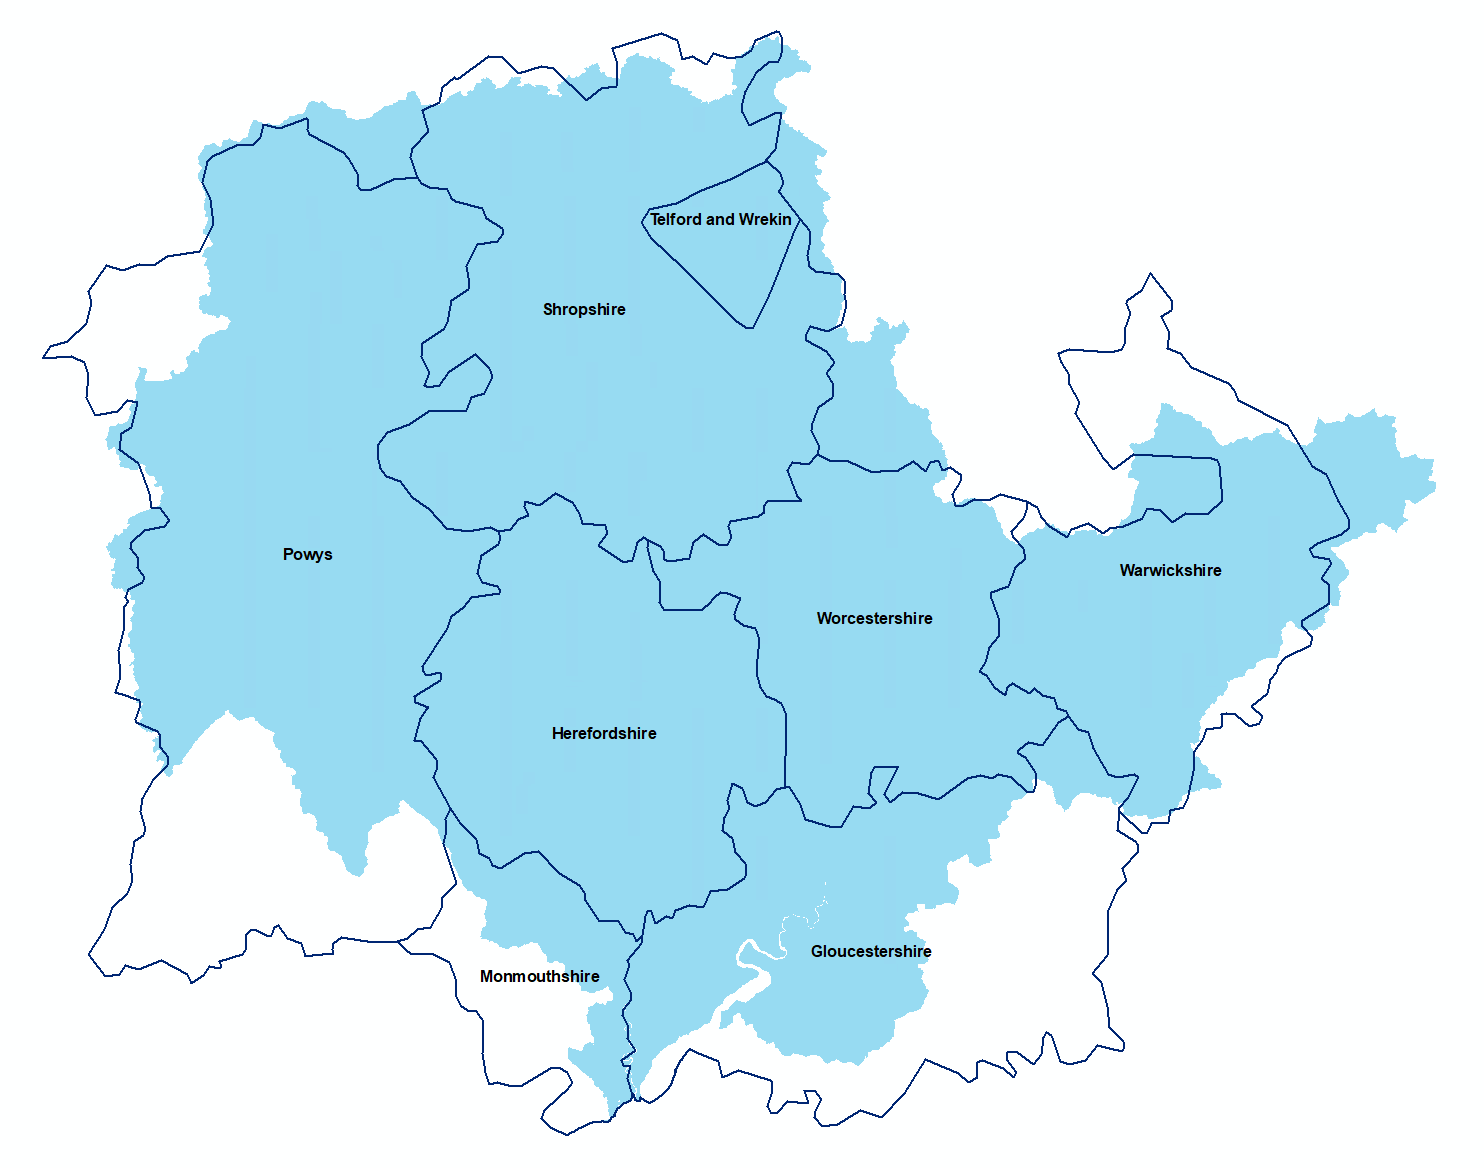 Telford and Wrekin
Shropshire
Powys
Warwickshire
Worcestershire
Herefordshire
Gloucestershire
Monmouthshire